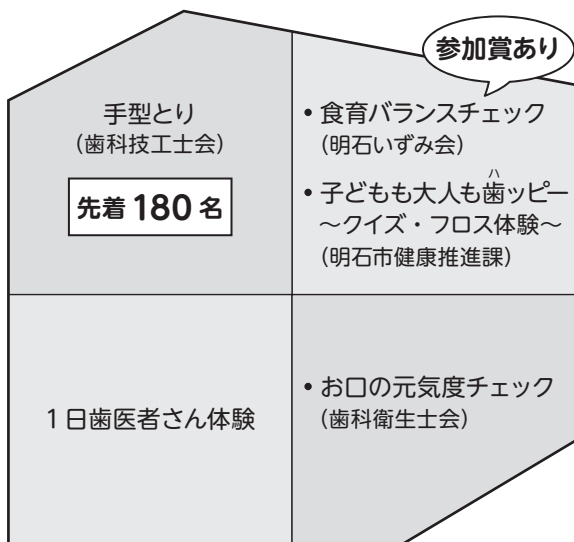 手型とり
（歯科技工士会）
先着 180 名
参加賞あり
• 食育バランスチェック
（明石いずみ会）
• 子どもも大人も歯ッピー
ハ
～クイズ・フロス体験～
（明石市健康推進課）
1日歯医者さん体験
• お口の元気度チェック
（歯科衛生士会）